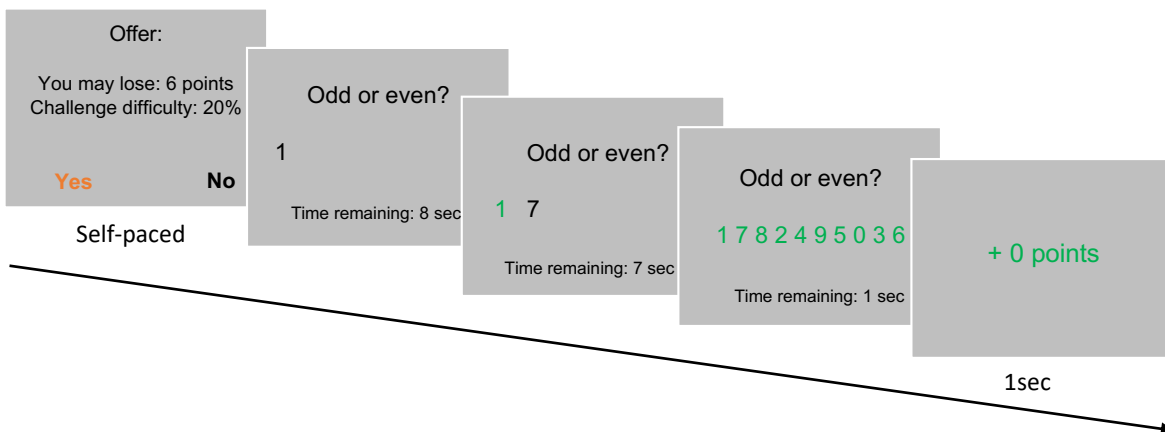 Offer:
You may lose: 6 points
Challenge difficulty: 20%
Yes No
Self-paced
Odd or even?
1
Time remaining: 8 sec
Odd or even?
1 7
Time remaining: 7 sec
Odd or even?
1 7 8 2 4 9 5 0 3 6
Time remaining: 1 sec
+ 0 points
1sec